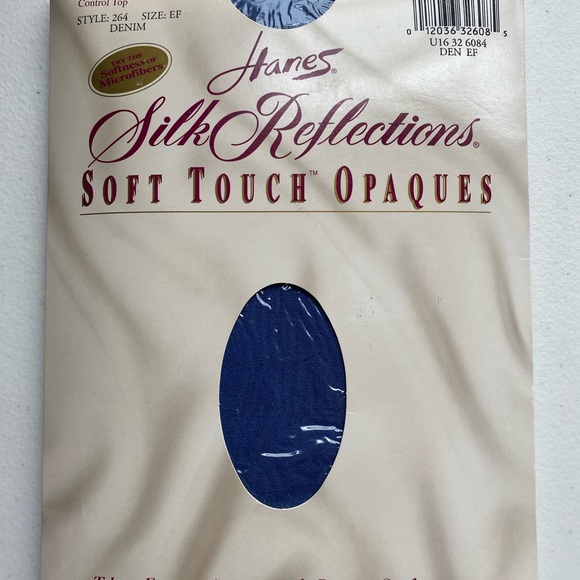 Control Top
STYLE: 264 SIZE: EF
DENIM
0 12036 32608 5
U16 32 6084
DEN EF
TRY THE
Softness of
Microfibers
Hanes®
Silk Reflections®
SOFT TOUCH™ OPAQUES